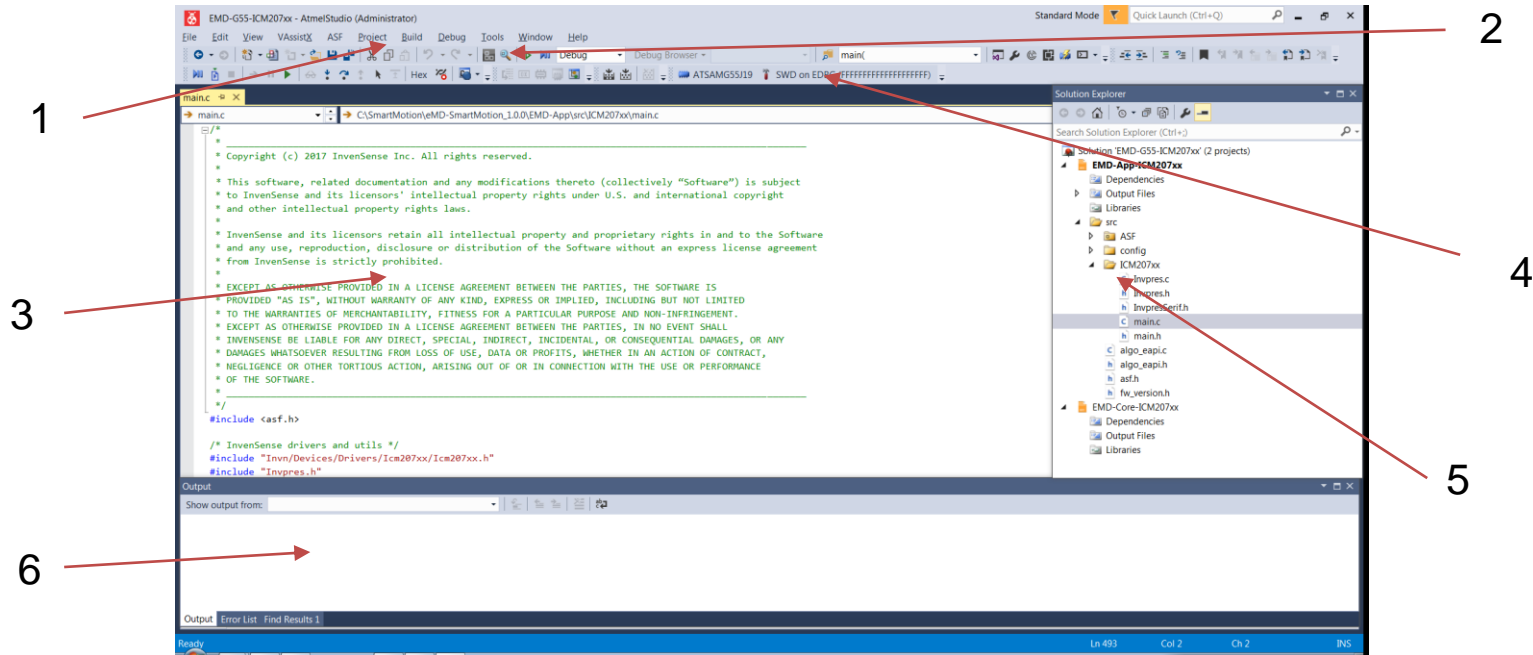 EMD-G55-ICM207xx - AtmelStudio (Administrator)
Standard Mode
Quick Launch (Ctrl+Q)
2
File Edit View VAssistX ASF Project Build Debug Tools Window Help
Debug
Debug Browser
main(
Hex
ATSAMG55J19
SWD on EDBG (FFFFFFFFFFFFFFFFFFFF)
1
main.c
main.c
C:\SmartMotion\eMD-SmartMotion_1.0.0\EMD-App\src\ICM207xx\main.c
/*
* ______
* Copyright (c) 2017 InvenSense Inc. All rights reserved.
*
* This software, related documentation and any modifications thereto (collectively “Software”) is subject
* to InvenSense and its licensors' intellectual property rights under U.S. and international copyright
* and other intellectual property rights laws.
*
* InvenSense and its licensors retain all intellectual property and proprietary rights in and to the Software
* and any use, reproduction, disclosure or distribution of the Software without an express license agreement
* from InvenSense is strictly prohibited.
*
* EXCEPT AS OTHERWISE PROVIDED IN A LICENSE AGREEMENT BETWEEN THE PARTIES, THE SOFTWARE IS
* PROVIDED "AS IS", WITHOUT WARRANTY OF ANY KIND, EXPRESS OR IMPLIED, INCLUDING BUT NOT LIMITED
* TO THE WARRANTIES OF MERCHANTABILITY, FITNESS FOR A PARTICULAR PURPOSE AND NON-INFRINGEMENT.
* EXCEPT AS OTHERWISE PROVIDED IN A LICENSE AGREEMENT BETWEEN THE PARTIES, IN NO EVENT SHALL
* INVENSENSE BE LIABLE FOR ANY DIRECT, SPECIAL, INDIRECT, INCIDENTAL, OR CONSEQUENTIAL DAMAGES, OR ANY
* DAMAGES WHATSOEVER RESULTING FROM LOSS OF USE, DATA OR PROFITS, WHETHER IN AN ACTION OF CONTRACT,
* NEGLIGENCE OR OTHER TORTIOUS ACTION, ARISING OUT OF OR IN CONNECTION WITH THE USE OR PERFORMANCE
* OF THE SOFTWARE.
* ______
*/
#include <asf.h>
/* InvenSense drivers and utils */
#include "Invn/Devices/Drivers/Icm207xx/Icm207xx.h"
#include "Invpres.h"
3
Solution Explorer
Search Solution Explorer (Ctrl+;)
Solution 'EMD-G55-ICM207xx' (2 projects)
EMD-App-ICM207xx
Dependencies
Output Files
Libraries
src
ASF
config
ICM207xx
Invpres.c
Invpres.h
InvpresSerif.h
main.c
main.h
algo_eapi.c
algo_eapi.h
asf.h
fw_version.h
EMD-Core-ICM207xx
Dependencies
Output Files
Libraries
4
5
Output
Show output from:
6
Output Error List Find Results 1
Ready
Ln 493 Col 2 Ch 2 INS